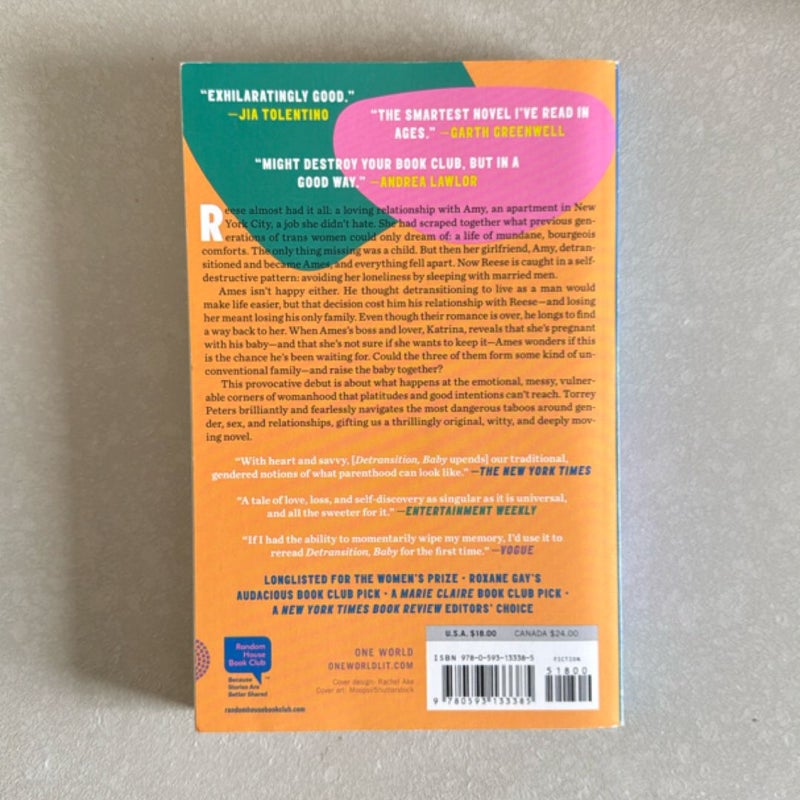 "EXHILARATINGLY GOOD."
—JIA TOLENTINO
"THE SMARTEST NOVEL I'VE READ IN
AGES." —GARTH GREENWELL
"MIGHT DESTROY YOUR BOOK CLUB, BUT IN A
GOOD WAY." —ANDREA LAWLOR
Reese almost had it all: a loving relationship with Amy, an apartment in New
York City, a job she didn't hate. She had scraped together what previous gen-
erations of trans women could only dream of: a life of mundane, bourgeois
comforts. The only thing missing was a child. But then her girlfriend, Amy, detran-
sitioned and became Ames, and everything fell apart. Now Reese is caught in a self-
destructive pattern: avoiding her loneliness by sleeping with married men.
Ames isn't happy either. He thought detransitioning to live as a man would
make life easier, but that decision cost him his relationship with Reese—and losing
her meant losing his only family. Even though their romance is over, he longs to find
a way back to her. When Ames's boss and lover, Katrina, reveals that she's pregnant
with his baby—and that she's not sure if she wants to keep it—Ames wonders if this
is the chance he's been waiting for. Could the three of them form some kind of un-
conventional family—and raise the baby together?
This provocative debut is about what happens at the emotional, messy, vulner-
able corners of womanhood that platitudes and good intentions can't reach. Torrey
Peters brilliantly and fearlessly navigates the most dangerous taboos around gen-
der, sex, and relationships, gifting us a thrillingly original, witty, and deeply mov-
ing novel.
"With heart and savvy, [Detransition, Baby upends] our traditional,
gendered notions of what parenthood can look like." —THE NEW YORK TIMES
"A tale of love, loss, and self-discovery as singular as it is universal,
and all the sweeter for it." —ENTERTAINMENT WEEKLY
"If I had the ability to momentarily wipe my memory, I'd use it to
reread Detransition, Baby for the first time." —VOGUE
LONGLISTED FOR THE WOMEN'S PRIZE · ROXANE GAY'S
AUDACIOUS BOOK CLUB PICK · A MARIE CLAIRE BOOK CLUB PICK ·
A NEW YORK TIMES BOOK REVIEW EDITORS' CHOICE
Random
House
Book Club
Because
Stories Are
Better Shared
TM
randomhousebookclub.com
ONE WORLD
ONEWORLDLIT.COM
Cover design: Rachel Ake
Cover art: Moopsi/Shutterstock
U.S.A. $18.00 CANADA $24.00
ISBN 978-0-593-13338-5
FICTION
51800
9 780593 133385